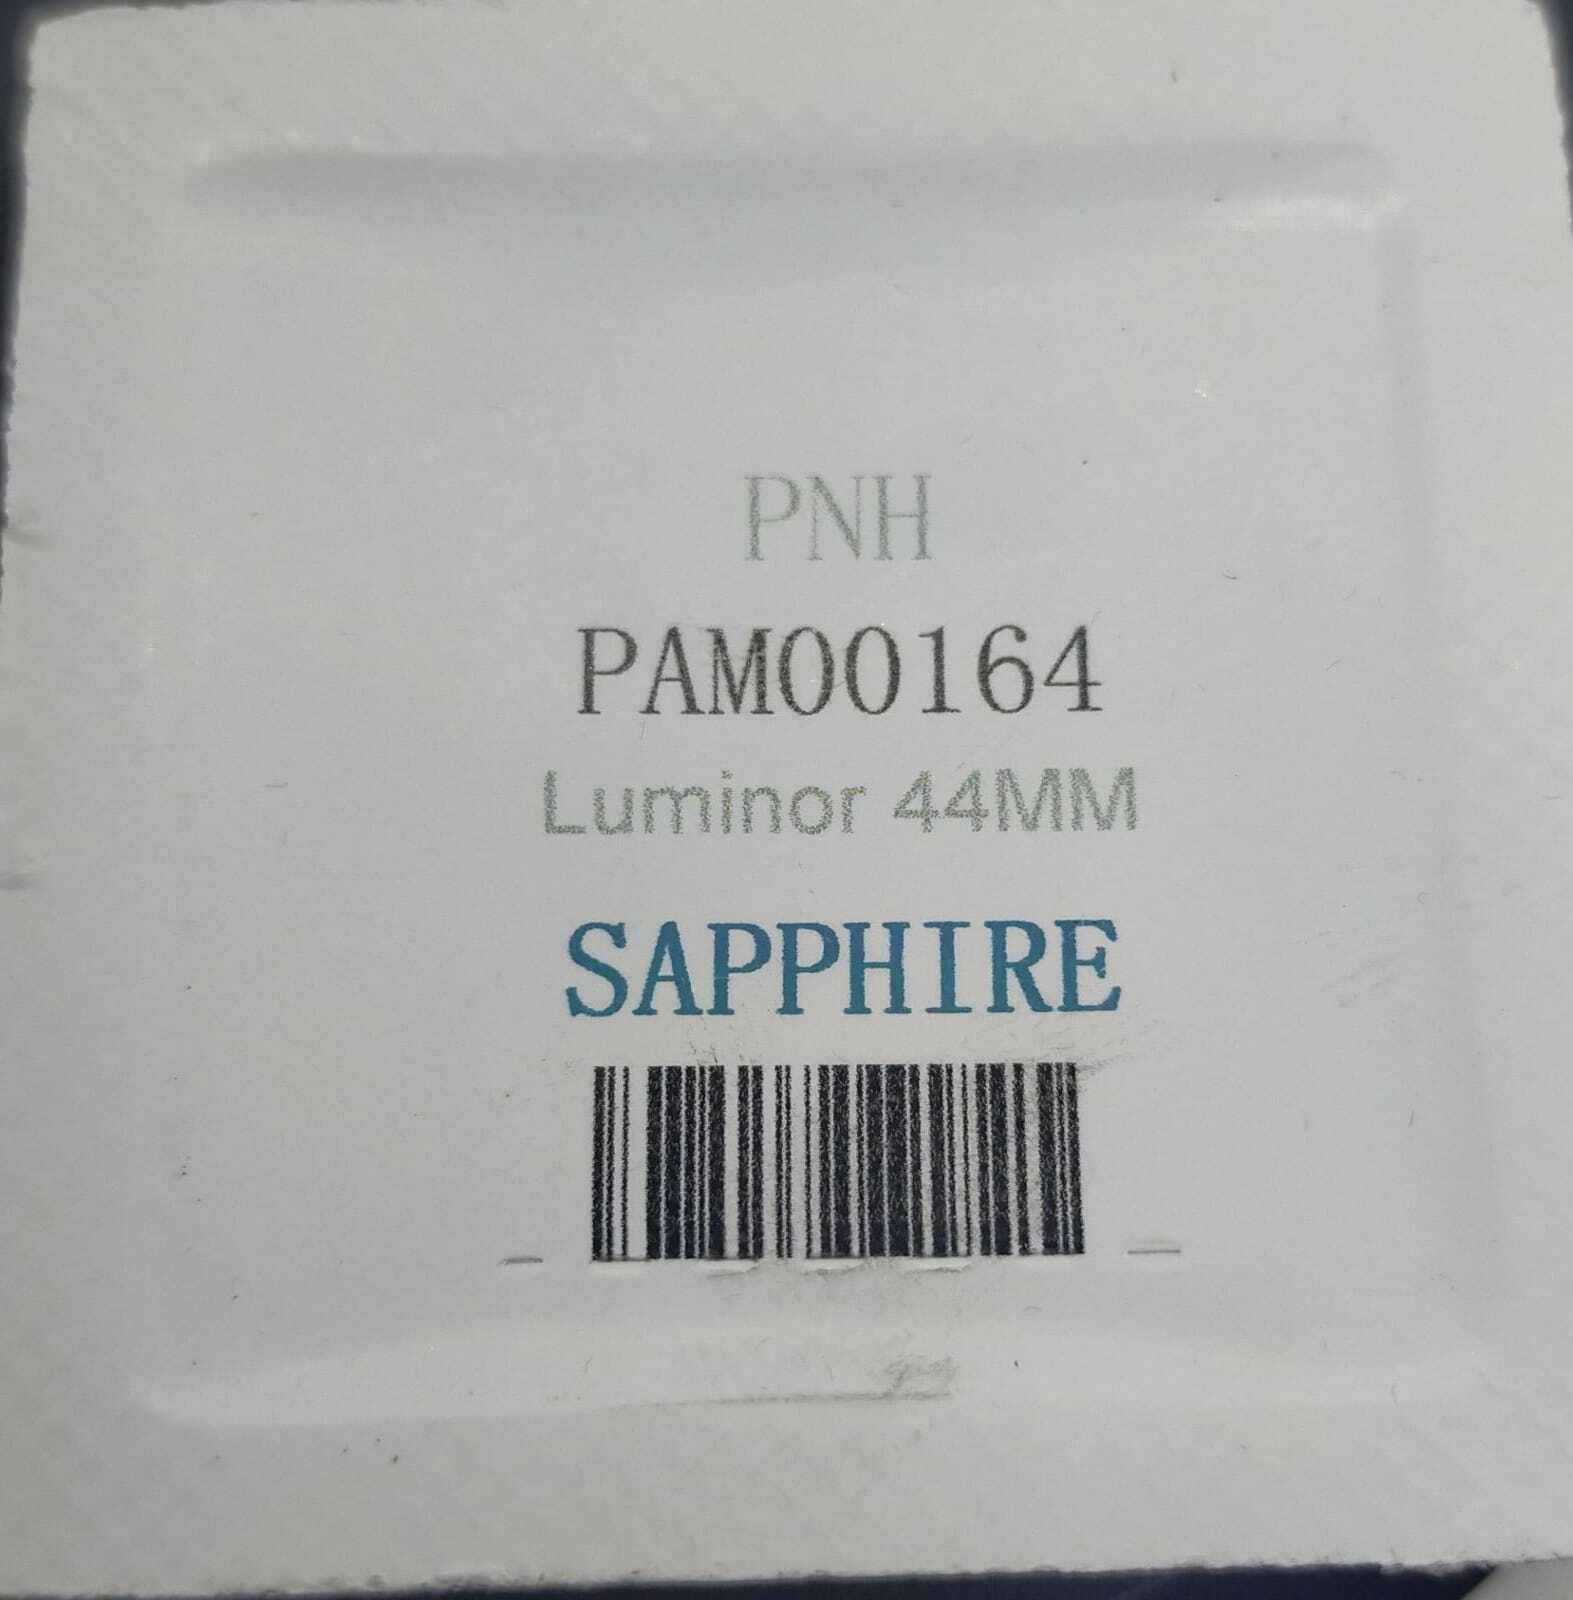 PNH
PAM00164
Luminor 44MM
SAPPHIRE